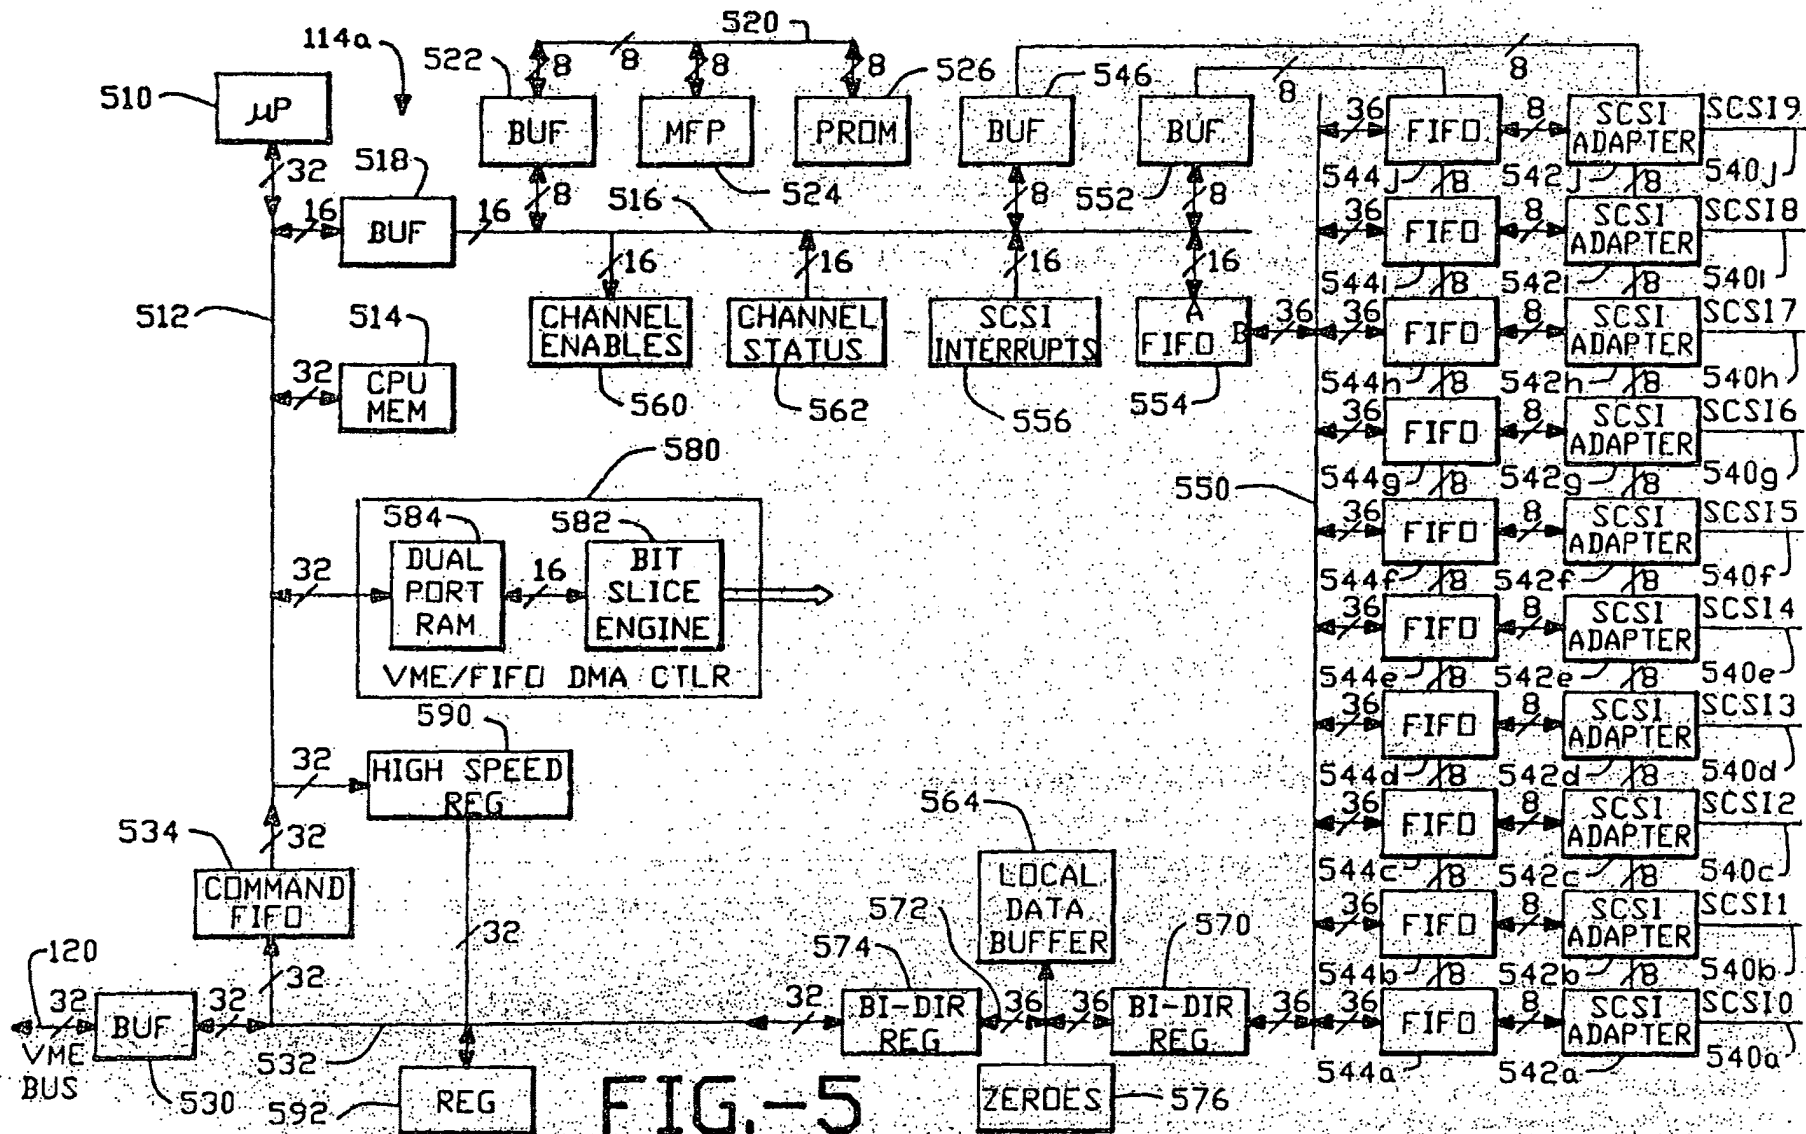 520
114a
522
8
8
8
8
526
546
8
8
510
μP
BUF
MFP
PROM
BUF
BUF
36
FIFO
8
SCSI
ADAPTER
SCSI9
32
518
8
524
8
552
8
544j
8
542j
8
540j
16
BUF
16
516
36
FIFO
8
SCSI
ADAPTER
SCSI8
16
16
16
16
544i
8
542i
8
540i
512
514
CHANNEL
ENABLES
CHANNEL
STATUS
SCSI
INTERRUPTS
A
FIFO B
36
36
FIFO
8
SCSI
ADAPTER
SCSI7
32
CPU
MEM
560
562
556
554
544h
8
542h
8
540h
36
FIFO
8
SCSI
ADAPTER
SCSI6
580
550
544g
8
542g
8
540g
584
582
36
FIFO
8
SCSI
ADAPTER
SCSI5
32
DUAL
PORT
RAM
16
BIT
SLICE
ENGINE
544f
8
542f
8
540f
VME/FIFO DMA CTLR
36
FIFO
8
SCSI
ADAPTER
SCSI4
590
544e
8
542e
8
540e
32
HIGH SPEED
REG
36
FIFO
8
SCSI
ADAPTER
SCSI3
544d
8
542d
8
540d
534
32
564
36
FIFO
8
SCSI
ADAPTER
SCSI2
COMMAND
FIFO
LOCAL
DATA
BUFFER
544c
8
542c
8
540c
32
572
574
570
36
FIFO
8
SCSI
ADAPTER
SCSI1
120
32
544b
8
542b
8
540b
32
BUF
32
32
BI-DIR
REG
36
36
BI-DIR
REG
36
36
FIFO
8
SCSI
ADAPTER
SCSI0
VME
BUS
530
532
544a
542a
540a
592
REG
ZEROES
576
FIG.-5